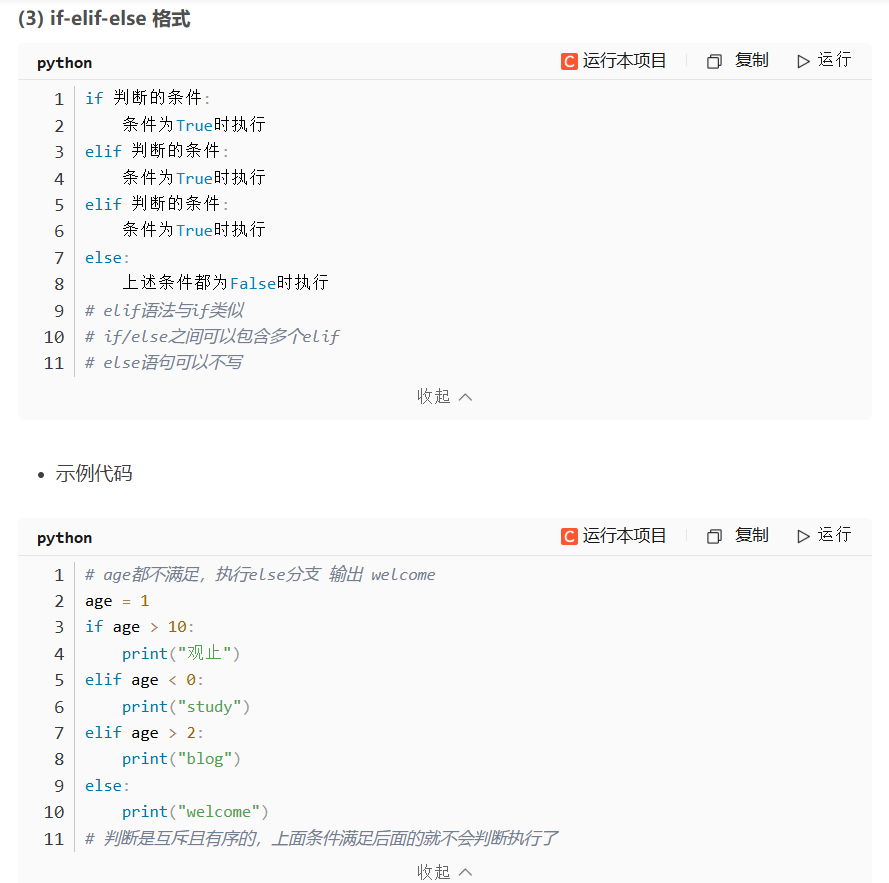 (3) if-elif-else 格式
python
C 运行本项目 复制 运行
1 if 判断的条件:
2 条件为True时执行
3 elif 判断的条件:
4 条件为True时执行
5 elif 判断的条件:
6 条件为True时执行
7 else:
8 上述条件都为False时执行
9 # elif语法与if类似
10 # if/else之间可以包含多个elif
11 # else语句可以不写
收起
• 示例代码
python
C 运行本项目 复制 运行
1 # age都不满足，执行else分支 输出 welcome
2 age = 1
3 if age > 10:
4 print("观止")
5 elif age < 0:
6 print("study")
7 elif age > 2:
8 print("blog")
9 else:
10 print("welcome")
11 # 判断是互斥且有序的，上面条件满足后面的就不会判断执行了
收起